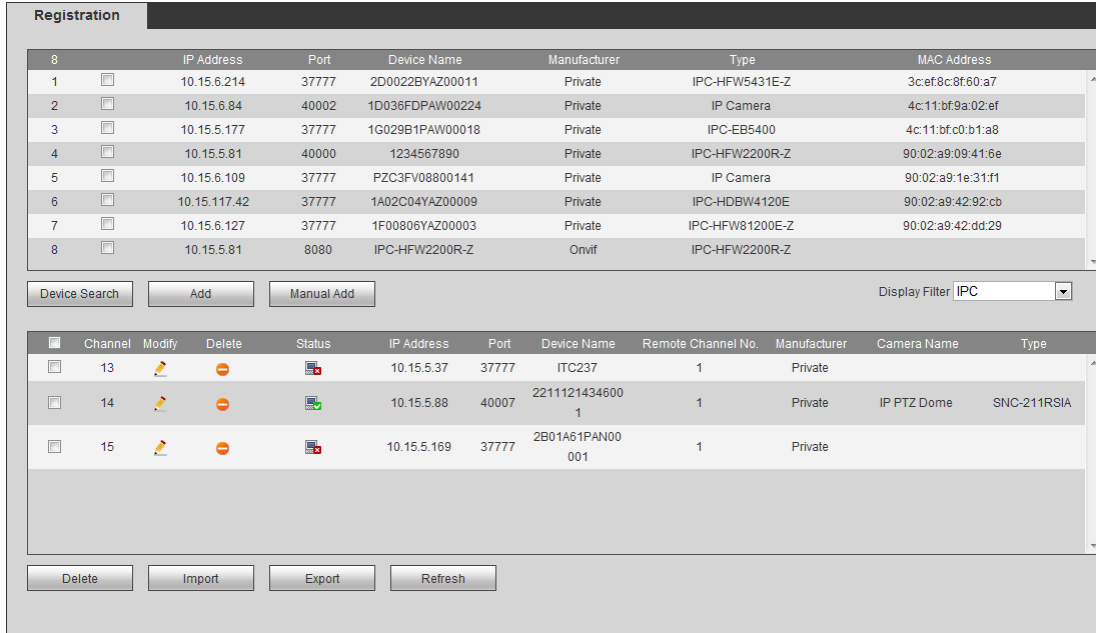 Registration
8 IP Address Port Device Name Manufacturer Type MAC Address
1 10.15.6.214 37777 2D0022BYAZ00011 Private IPC-HFW5431E-Z 3c:ef:8c:8f:60:a7
2 10.15.6.84 40002 1D036FDPAW00224 Private IP Camera 4c:11:bf:9a:02:ef
3 10.15.5.177 37777 1G029B1PAW00018 Private IPC-EB5400 4c:11:bf:c0:b1:a8
4 10.15.5.81 40000 1234567890 Private IPC-HFW2200R-Z 90:02:a9:09:41:6e
5 10.15.6.109 37777 PZC3FV08800141 Private IP Camera 90:02:a9:1e:31:f1
6 10.15.117.42 37777 1A02C04YAZ00009 Private IPC-HDBW4120E 90:02:a9:42:92:cb
7 10.15.6.127 37777 1F00806YAZ00003 Private IPC-HFW81200E-Z 90:02:a9:42:dd:29
8 10.15.5.81 8080 IPC-HFW2200R-Z Onvif IPC-HFW2200R-Z
Device Search Add Manual Add Display Filter IPC
Channel Modify Delete Status IP Address Port Device Name Remote Channel No. Manufacturer Camera Name Type
13 10.15.5.37 37777 ITC237 1 Private
14 10.15.5.88 40007 2211121434600 1 Private IP PTZ Dome SNC-211RSIA
1
15 10.15.5.169 37777 2B01A61PAN00 1 Private
001
Delete Import Export Refresh